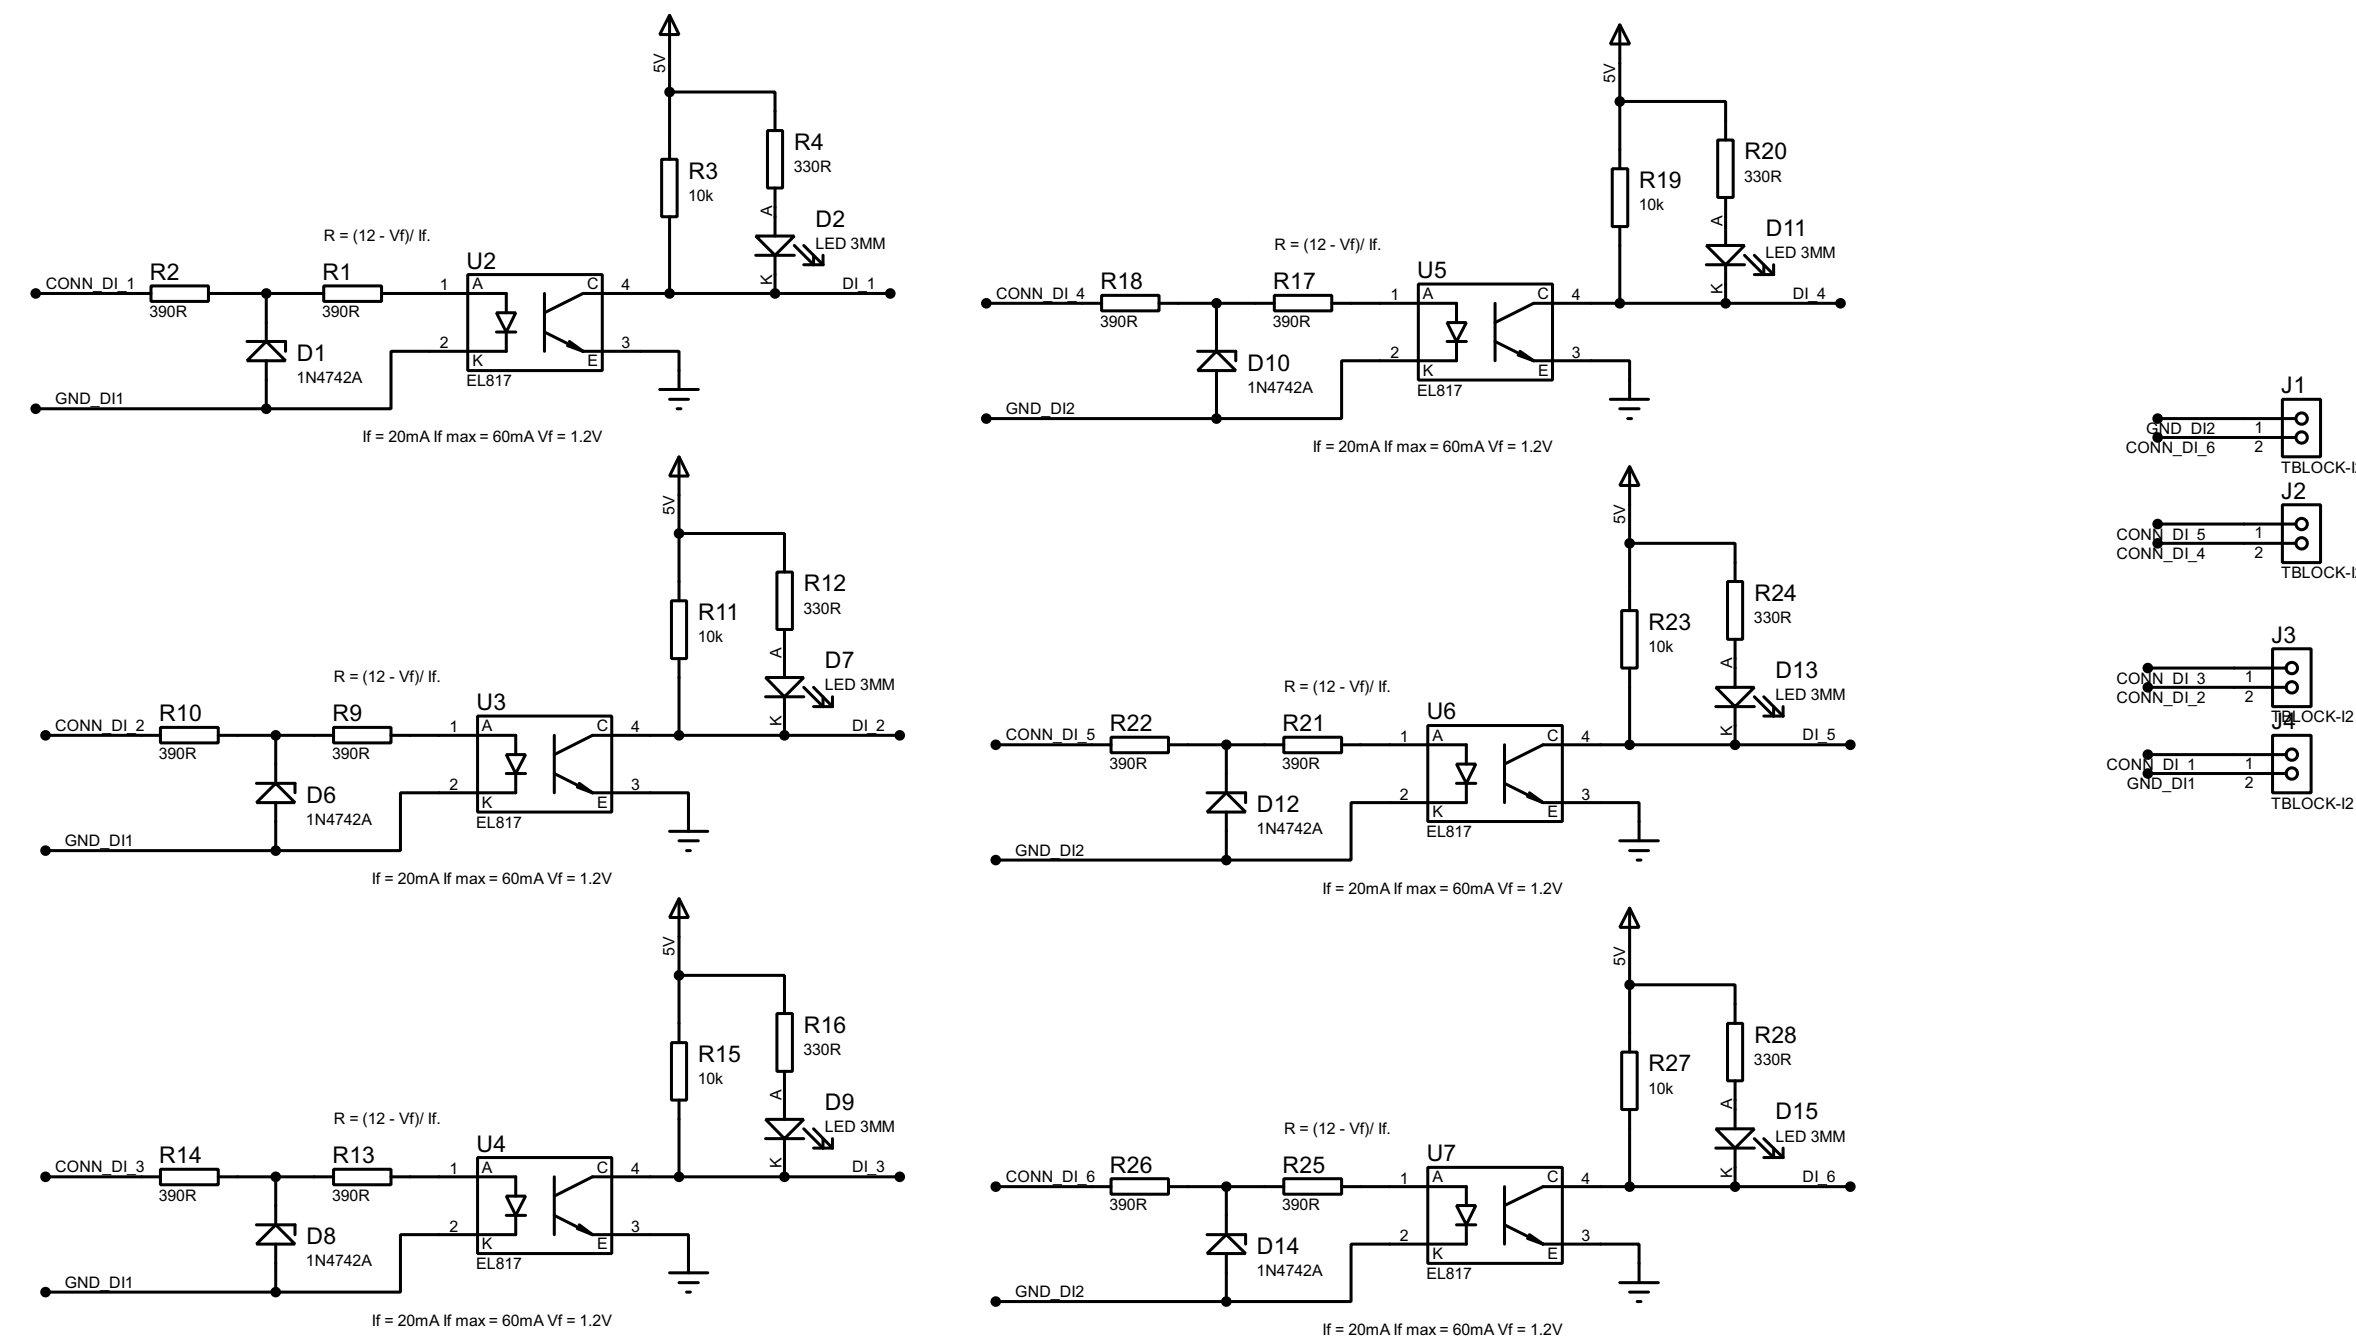 5V
R3
10k
R4
330R
A
D2
LED 3MM
K
R = (12 - Vf)/ If.
CONN_DI_1
R2
390R
R1
390R
D1
1N4742A
GND_DI1
U2
1
A
C
4
2
K
E
3
EL817
DI_1
If = 20mA If max = 60mA Vf = 1.2V
5V
R11
10k
R12
330R
A
D7
LED 3MM
K
R = (12 - Vf)/ If.
CONN_DI_2
R10
390R
R9
390R
D6
1N4742A
GND_DI1
U3
1
A
C
4
2
K
E
3
EL817
DI_2
If = 20mA If max = 60mA Vf = 1.2V
5V
R15
10k
R16
330R
A
D9
LED 3MM
K
R = (12 - Vf)/ If.
CONN_DI_3
R14
390R
R13
390R
D8
1N4742A
GND_DI1
U4
1
A
C
4
2
K
E
3
EL817
DI_3
If = 20mA If max = 60mA Vf = 1.2V
5V
R19
10k
R20
330R
A
D11
LED 3MM
K
R = (12 - Vf)/ If.
CONN_DI_4
R18
390R
R17
390R
D10
1N4742A
GND_DI2
U5
1
A
C
4
2
K
E
3
EL817
DI_4
If = 20mA If max = 60mA Vf = 1.2V
5V
R23
10k
R24
330R
A
D13
LED 3MM
K
R = (12 - Vf)/ If.
CONN_DI_5
R22
390R
R21
390R
D12
1N4742A
GND_DI2
U6
1
A
C
4
2
K
E
3
EL817
DI_5
If = 20mA If max = 60mA Vf = 1.2V
5V
R27
10k
R28
330R
A
D15
LED 3MM
K
R = (12 - Vf)/ If.
CONN_DI_6
R26
390R
R25
390R
D14
1N4742A
GND_DI2
U7
1
A
C
4
2
K
E
3
EL817
DI_6
If = 20mA If max = 60mA Vf = 1.2V
J1
GND_DI2 1
CONN_DI_6 2
J2
CONN_DI_5 1
CONN_DI_4 2
J3
CONN_DI_3 1
CONN_DI_2 2
TBLOCK-I2
J4
CONN_DI_1 1
GND_DI1 2
TBLOCK-I2